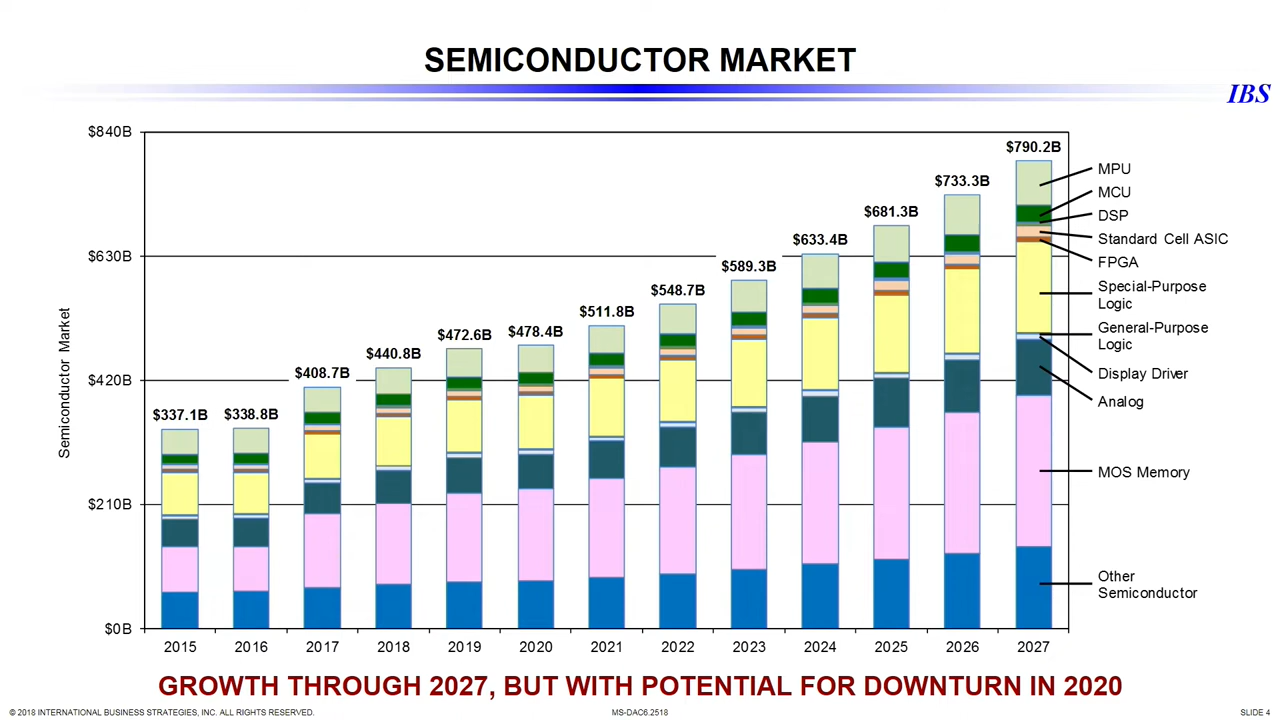 SEMICONDUCTOR MARKET
IBS
$840B
$630B
$420B
$210B
$0B
Semiconductor Market
$337.1B
$338.8B
$408.7B
$440.8B
$472.6B
$478.4B
$511.8B
$548.7B
$589.3B
$633.4B
$681.3B
$733.3B
$790.2B
MPU
MCU
DSP
Standard Cell ASIC
FPGA
Special-Purpose
Logic
General-Purpose
Logic
Display Driver
Analog
MOS Memory
Other
Semiconductor
2015 2016 2017 2018 2019 2020 2021 2022 2023 2024 2025 2026 2027
GROWTH THROUGH 2027, BUT WITH POTENTIAL FOR DOWNTURN IN 2020
© 2018 INTERNATIONAL BUSINESS STRATEGIES, INC. ALL RIGHTS RESERVED. MS-DAC6.2518 SLIDE 4